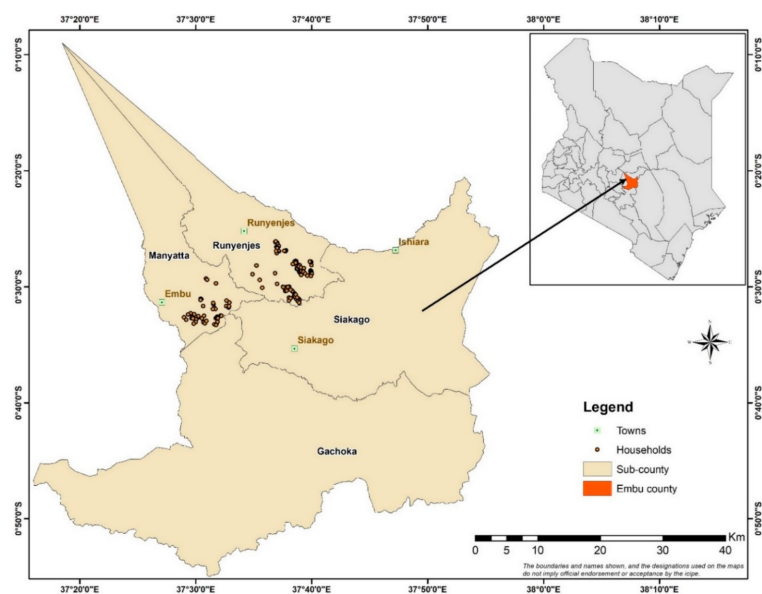 37°20'0"E 37°30'0"E 37°40'0"E 37°50'0"E 38°0'0"E 38°10'0"E
0°10'0"S 0°10'0"S
0°20'0"S 0°20'0"S
Runyenjes
Runyenjes
Ishiara
Manyatta
0°30'0"S 0°30'0"S
Embu
Siakago
Siakago
N
W E
S
0°40'0"S 0°40'0"S
Legend
Towns
Households
Sub-county
Embu county
Gachoka
0°50'0"S 0°50'0"S
Km
0 5 10 20 30 40
The boundaries and names shown, and the designations used on the maps
do not imply official endorsement or acceptance by the icipe.
37°20'0"E 37°30'0"E 37°40'0"E 37°50'0"E 38°0'0"E 38°10'0"E